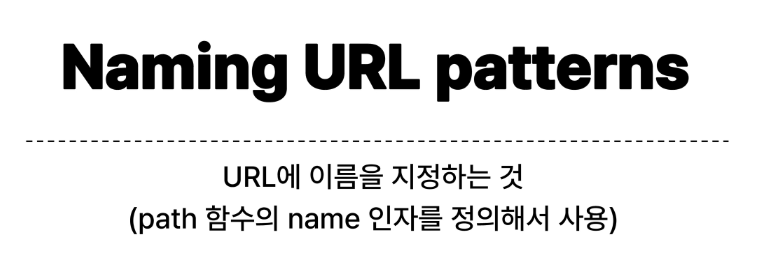 Naming URL patterns
URL에 이름을 지정하는 것
(path 함수의 name 인자를 정의해서 사용)